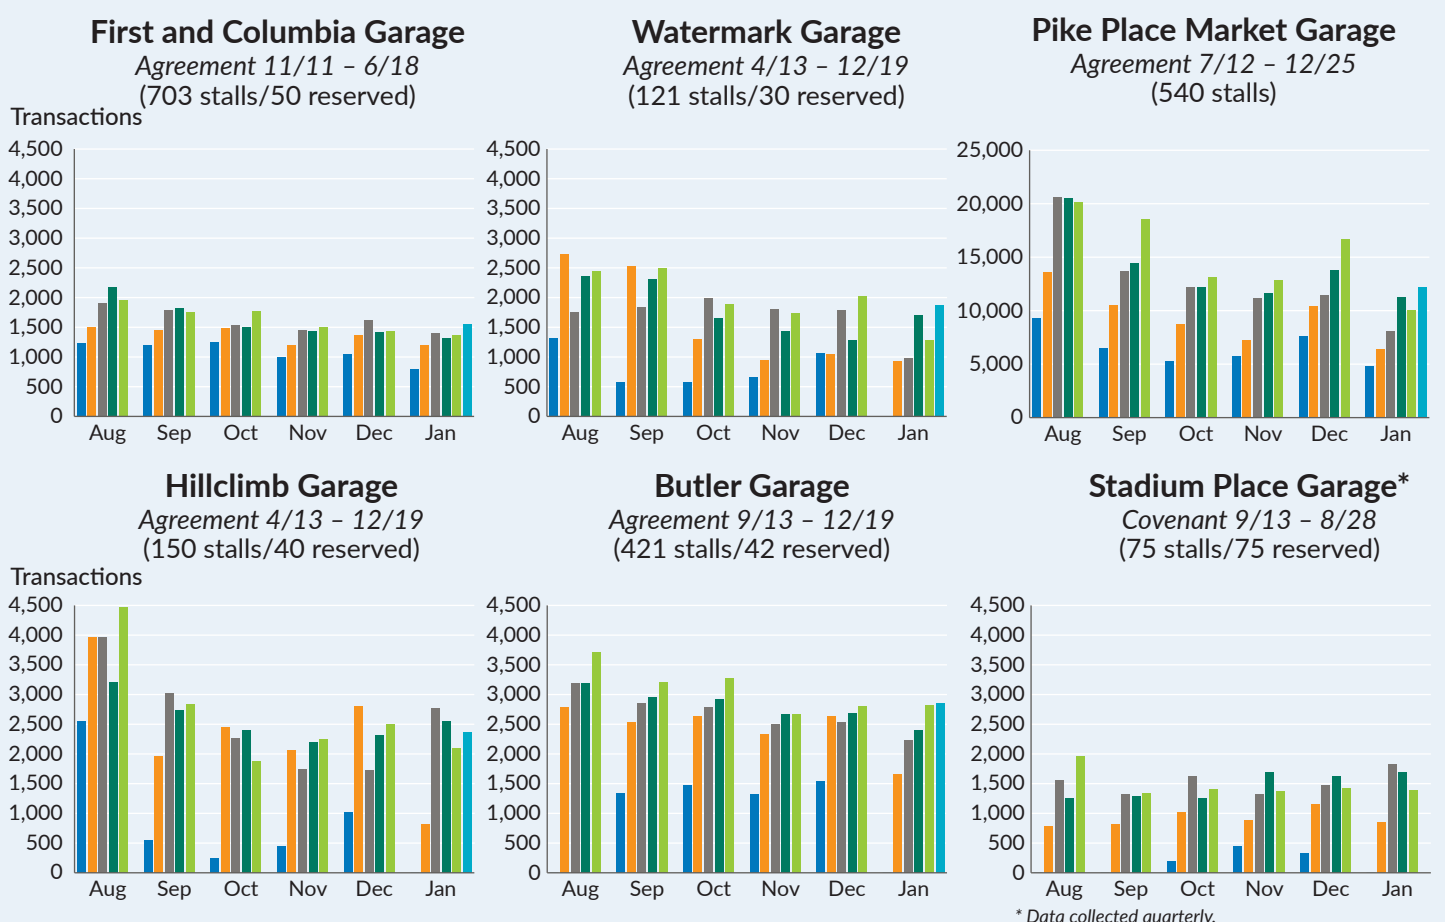 First and Columbia Garage
Agreement 11/11 – 6/18
(703 stalls/50 reserved)
Transactions
4,500
4,000
3,500
3,000
2,500
2,000
1,500
1,000
500
0
Aug Sep Oct Nov Dec Jan
Watermark Garage
Agreement 4/13 – 12/19
(121 stalls/30 reserved)
4,500
4,000
3,500
3,000
2,500
2,000
1,500
1,000
500
0
Aug Sep Oct Nov Dec Jan
Pike Place Market Garage
Agreement 7/12 – 12/25
(540 stalls)
25,000
20,000
15,000
10,000
5,000
0
Aug Sep Oct Nov Dec Jan
Hillclimb Garage
Agreement 4/13 – 12/19
(150 stalls/40 reserved)
Transactions
4,500
4,000
3,500
3,000
2,500
2,000
1,500
1,000
500
0
Aug Sep Oct Nov Dec Jan
Butler Garage
Agreement 9/13 – 12/19
(421 stalls/42 reserved)
4,500
4,000
3,500
3,000
2,500
2,000
1,500
1,000
500
0
Aug Sep Oct Nov Dec Jan
Stadium Place Garage*
Covenant 9/13 – 8/28
(75 stalls/75 reserved)
4,500
4,000
3,500
3,000
2,500
2,000
1,500
1,000
500
0
Aug Sep Oct Nov Dec Jan
* Data collected quarterly.